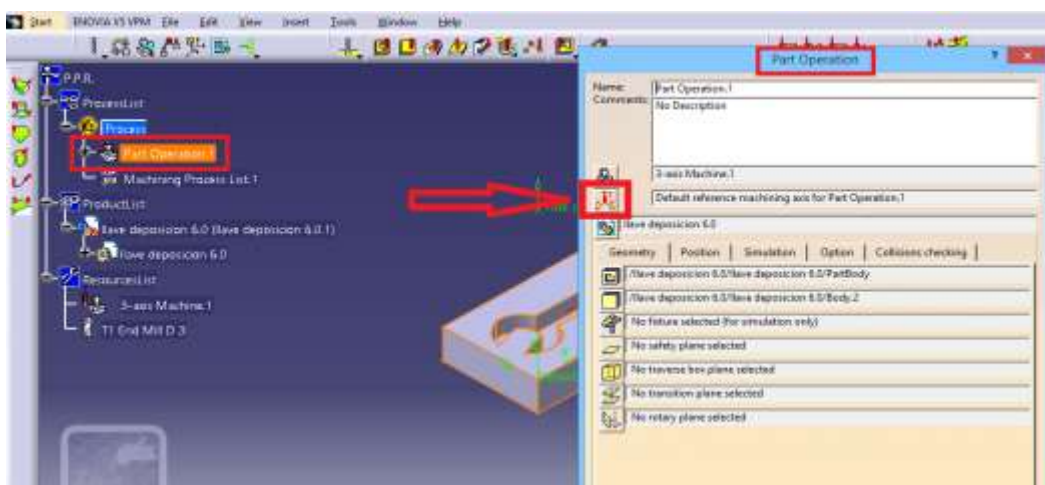 Start ENOVIA V5 VPM File Edit View Insert Tools Window Help
Part Operation
P.P.R.
ProcessList
Process
Part Operation.1
Machining Process List.1
ProductList
llave deposicion 6.0 (llave deposicion 6.0.1)
llave deposicion 6.0
ResourcesList
3-axis Machine.1
T1 End Mill D 3
Name: Part Operation.1
Comments: No Description
3-axis Machine.1
Default reference machining axis for Part Operation.1
llave deposicion 6.0
Geometry Position Simulation Option Collisions checking
/llave deposicion 6.0/llave deposicion 6.0/PartBody
/llave deposicion 6.0/llave deposicion 6.0/Body.2
No fixture selected (for simulation only)
No safety plane selected
No traverse box plane selected
No transition plane selected
No rotary plane selected